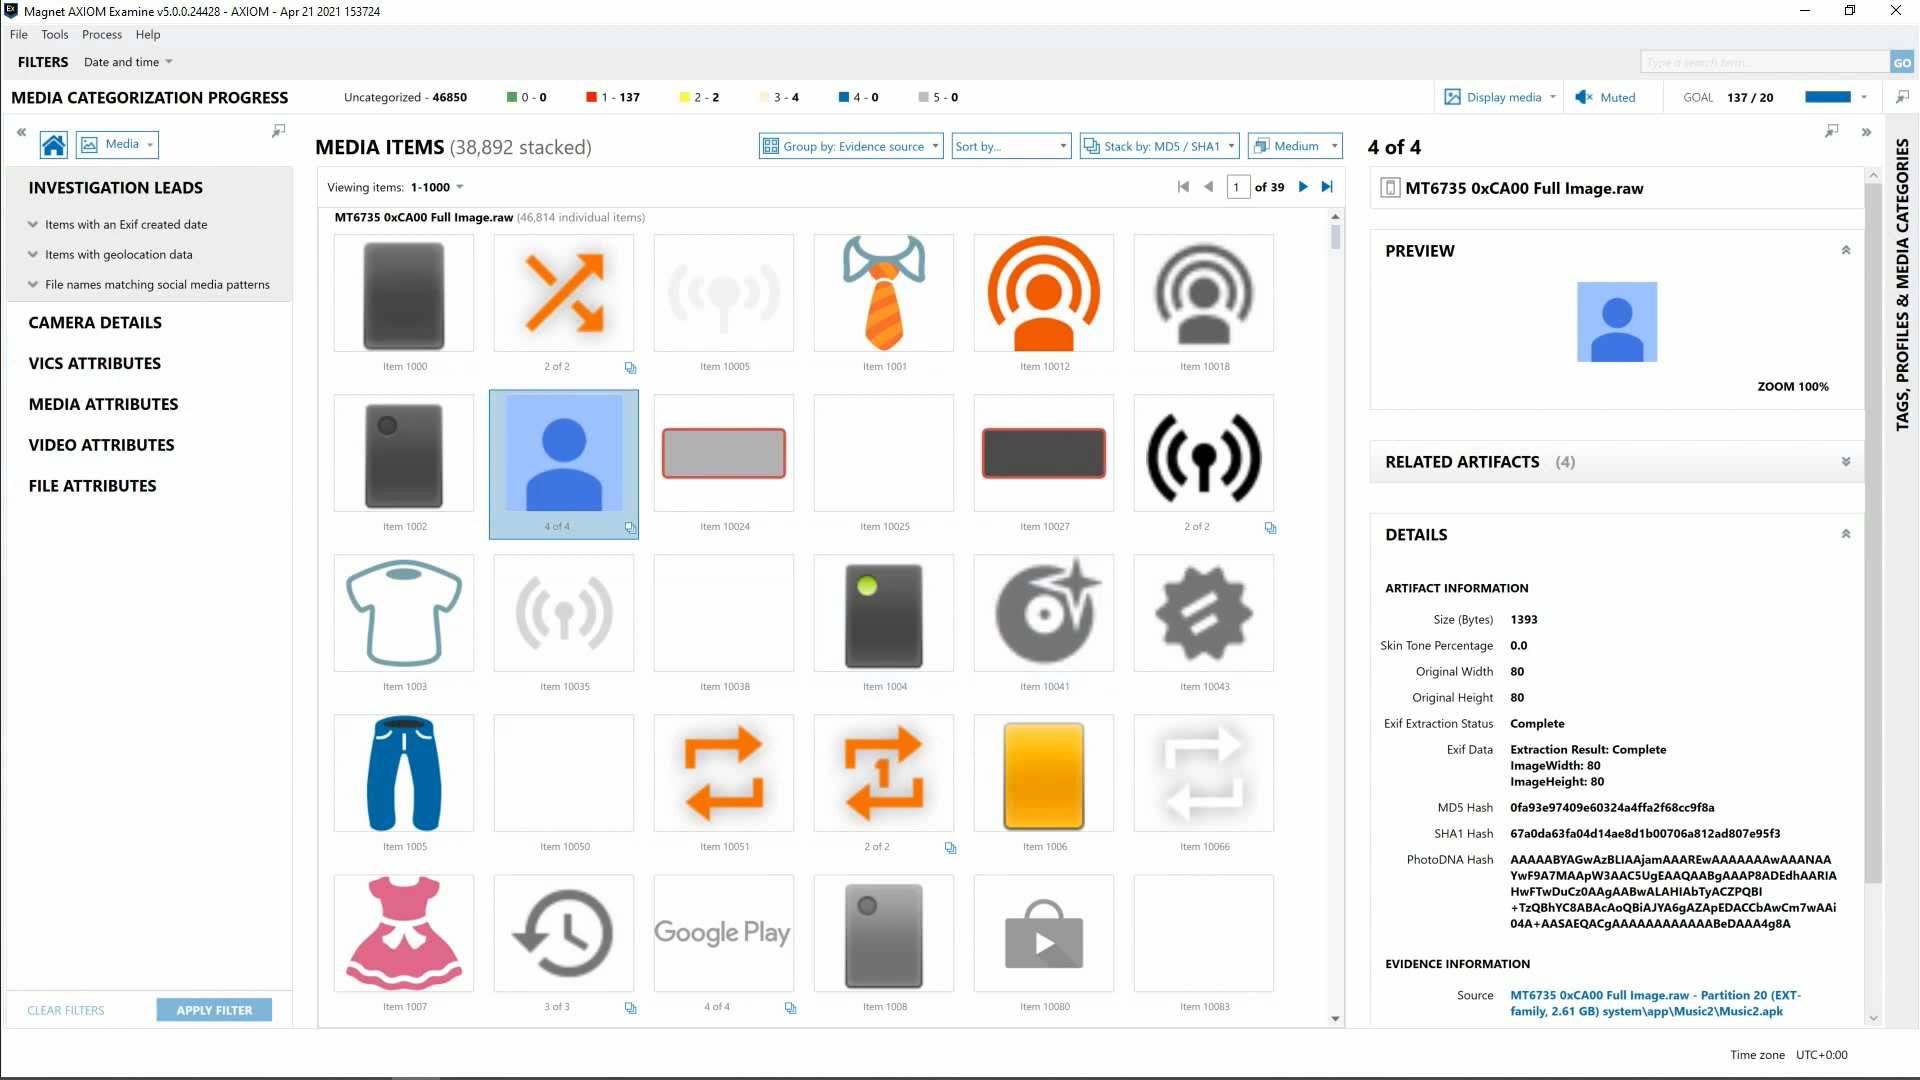 Magnet AXIOM Examine v5.0.0.24428 - AXIOM - Apr 21 2021 153724
File Tools Process Help
FILTERS Date and time
Type a search term... GO
MEDIA CATEGORIZATION PROGRESS Uncategorized - 46850 0 - 0 1 - 137 2 - 2 3 - 4 4 - 0 5 - 0 Display media Muted GOAL 137 / 20
Media
INVESTIGATION LEADS
Items with an Exif created date
Items with geolocation data
File names matching social media patterns
CAMERA DETAILS
VICS ATTRIBUTES
MEDIA ATTRIBUTES
VIDEO ATTRIBUTES
FILE ATTRIBUTES
CLEAR FILTERS APPLY FILTER
MEDIA ITEMS (38,892 stacked) Group by: Evidence source Sort by... Stack by: MD5 / SHA1 Medium
Viewing items: 1-1000 1 of 39
MT6735 0xCA00 Full Image.raw (46,814 individual items)
Item 1000 2 of 2 Item 10005 Item 1001 Item 10012 Item 10018
Item 1002 4 of 4 Item 10024 Item 10025 Item 10027 2 of 2
Item 1003 Item 10035 Item 10038 Item 1004 Item 10041 Item 10043
1
Item 1005 Item 10050 Item 10051 2 of 2 Item 1006 Item 10066
Google Play
Item 1007 3 of 3 4 of 4 Item 1008 Item 10080 Item 10083
4 of 4
MT6735 0xCA00 Full Image.raw
PREVIEW
ZOOM 100%
RELATED ARTIFACTS (4)
DETAILS
ARTIFACT INFORMATION
Size (Bytes) 1393
Skin Tone Percentage 0.0
Original Width 80
Original Height 80
Exif Extraction Status Complete
Exif Data Extraction Result: Complete
ImageWidth: 80
ImageHeight: 80
MD5 Hash 0fa93e97409e60324a4ffa2f68cc9f8a
SHA1 Hash 67a0da63fa04d14ae8d1b00706a812ad807e95f3
PhotoDNA Hash AAAAABYAGwAzBLIAAjamAAAREwAAAAAAAwAAANAA
YwF9A7MAApW3AAC5UgEAAQAABgAAAP8ADEdhAARIA
HwFTwDuCz0AAgAABwALAHIAbTyACZPQBI
+TzQBhYC8ABAcAoQBiAJYA6gAZApEDACCbAwCm7wAAi
04A+AASAEQACgAAAAAAAAAAAABeDAAA4g8A
EVIDENCE INFORMATION
Source MT6735 0xCA00 Full Image.raw - Partition 20 (EXT-
family, 2.61 GB) system\app\Music2\Music2.apk
TAGS, PROFILES & MEDIA CATEGORIES
Time zone UTC+0:00